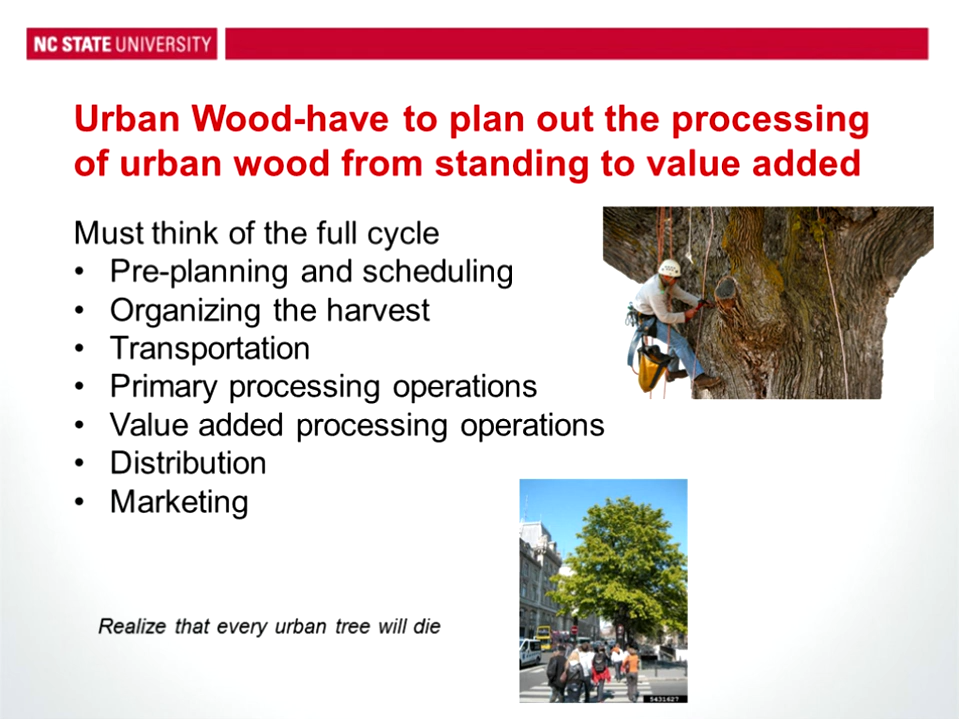 NC STATE UNIVERSITY
Urban Wood-have to plan out the processing
of urban wood from standing to value added
Must think of the full cycle
• Pre-planning and scheduling
• Organizing the harvest
• Transportation
• Primary processing operations
• Value added processing operations
• Distribution
• Marketing
Realize that every urban tree will die
5431627